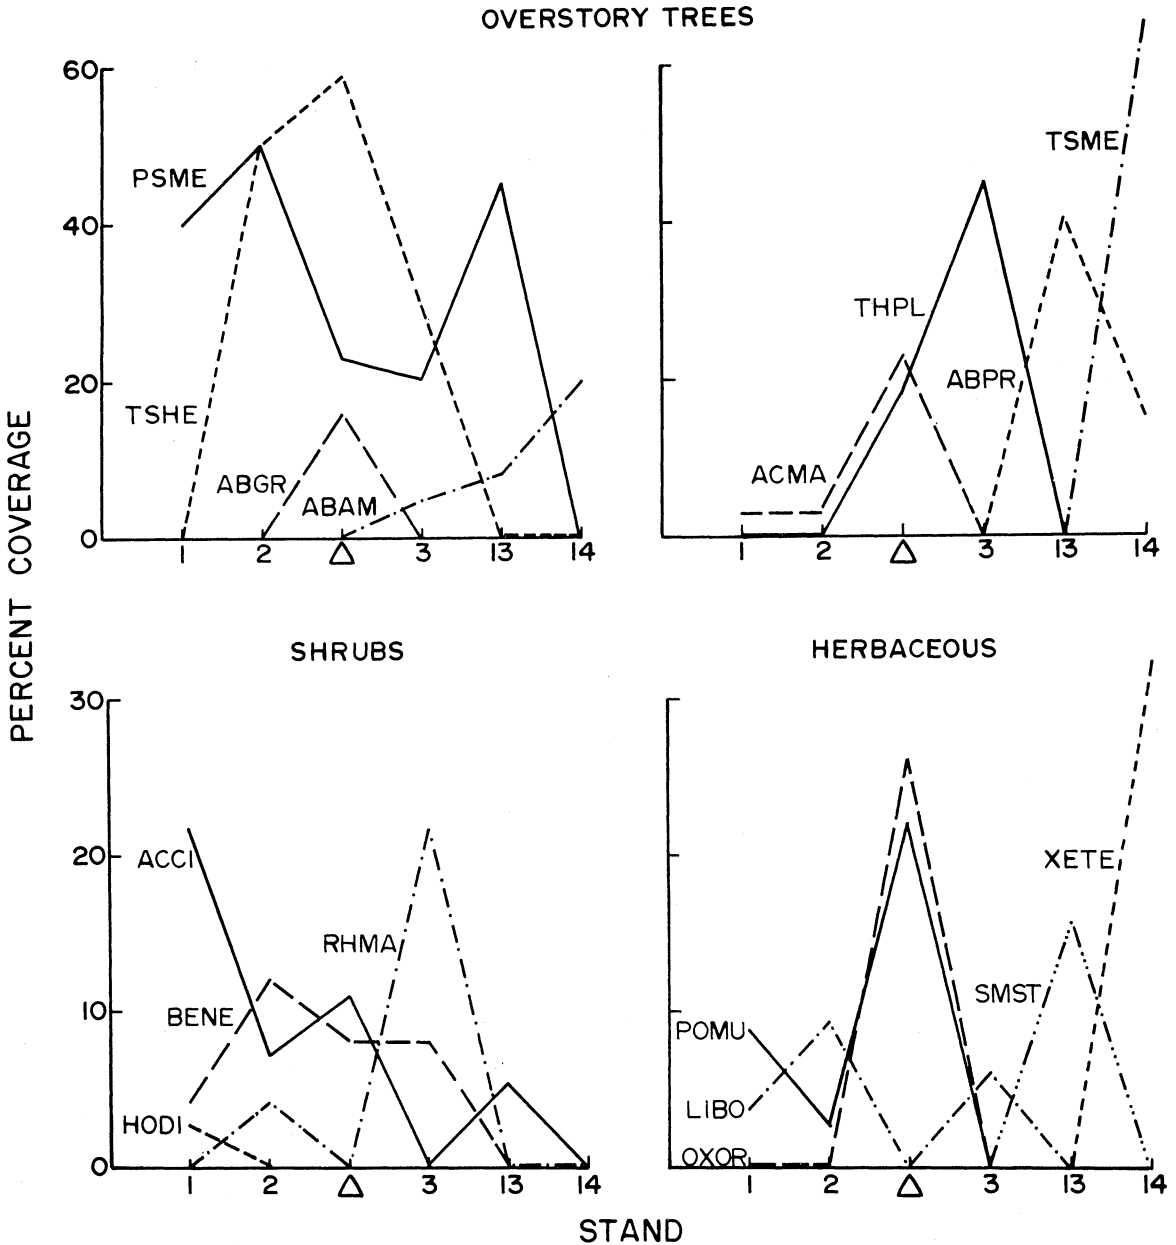 OVERSTORY TREES
60
40
20
0
PSME
TSHE
ABGR
ABAM
1 2 △ 3 13 14
TSME
THPL
ABPR
ACMA
1 2 △ 3 13 14
PERCENT COVERAGE
SHRUBS
30
20
10
0
ACCI
RHMA
BENE
HODI
1 2 △ 3 13 14
HERBACEOUS
XETE
SMST
POMU
LIBO
OXOR
1 2 △ 3 13 14
STAND